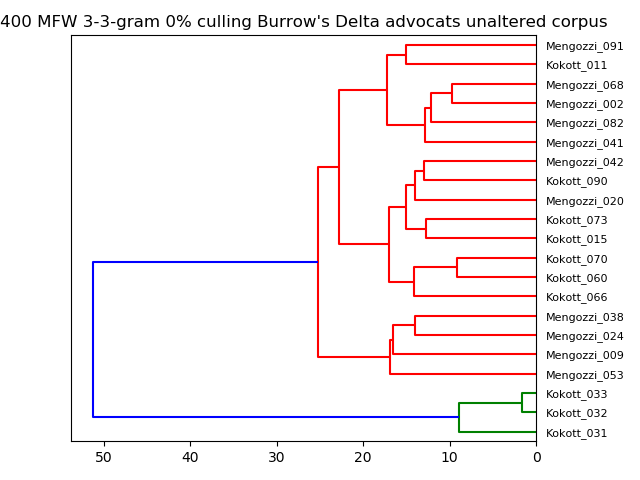 400 MFW 3-3-gram 0% culling Burrow's Delta advocats unaltered corpus
Mengozzi_091
Kokott_011
Mengozzi_068
Mengozzi_002
Mengozzi_082
Mengozzi_041
Mengozzi_042
Kokott_090
Mengozzi_020
Kokott_073
Kokott_015
Kokott_070
Kokott_060
Kokott_066
Mengozzi_038
Mengozzi_024
Mengozzi_009
Mengozzi_053
Kokott_033
Kokott_032
Kokott_031
50 40 30 20 10 0